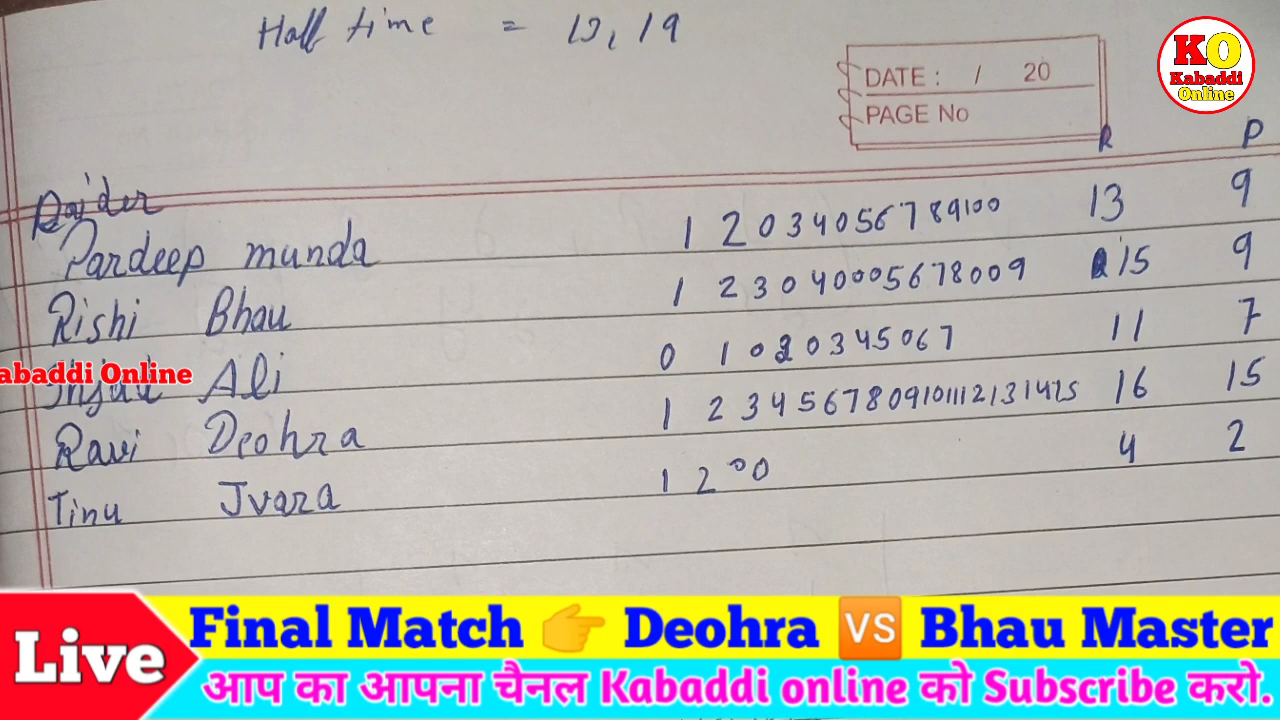 Half time = 13, 19
KO
Kabaddi
Online
DATE : / 20
PAGE No
R P
Raider
Pardeep munda 1 2 0 3 4 0 5 6 7 8 9 10 0 13 9
Rishi Bhau 1 2 3 0 4 0 0 0 5 6 7 8 0 0 9 15 9
Ali 0 1 0 2 0 3 4 5 0 6 7 11 7
Kabaddi Online
Ravi Deohra 1 2 3 4 5 6 7 8 0 9 10 11 12 13 14 15 16 15
Tinu Jvara 1 2 0 0 4 2
Live
Final Match 👉 Deohra VS Bhau Master
आप का आपना चैनल Kabaddi online को Subscribe करो.